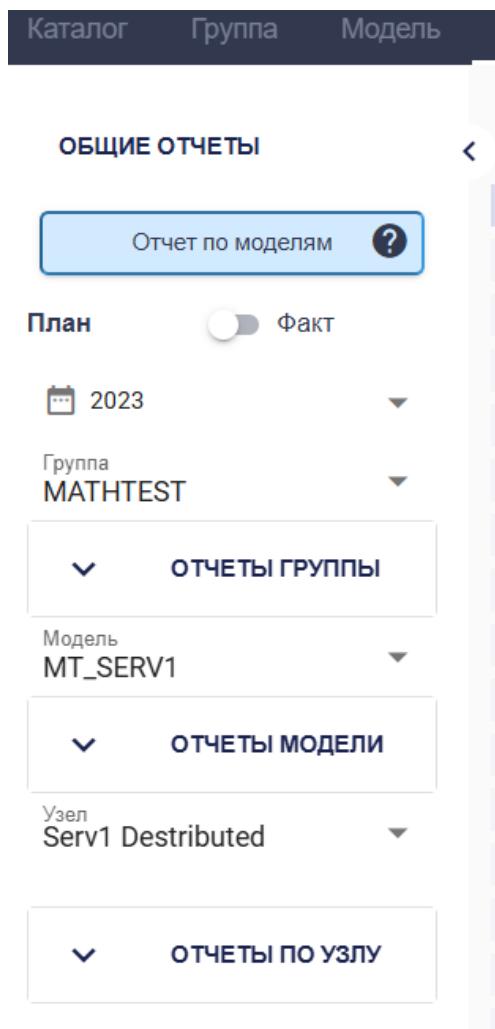 Каталог Группа Модель
ОБЩИЕ ОТЧЕТЫ
Отчет по моделям ?
План Факт
2023
Группа
MATHTEST
ОТЧЕТЫ ГРУППЫ
Модель
MT_SERV1
ОТЧЕТЫ МОДЕЛИ
Узел
Serv1 Destributed
ОТЧЕТЫ ПО УЗЛУ